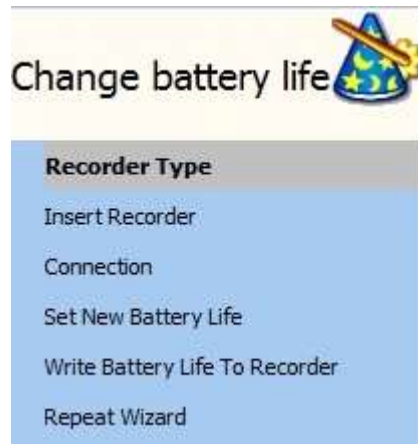 Change battery life
Recorder Type
Insert Recorder
Connection
Set New Battery Life
Write Battery Life To Recorder
Repeat Wizard